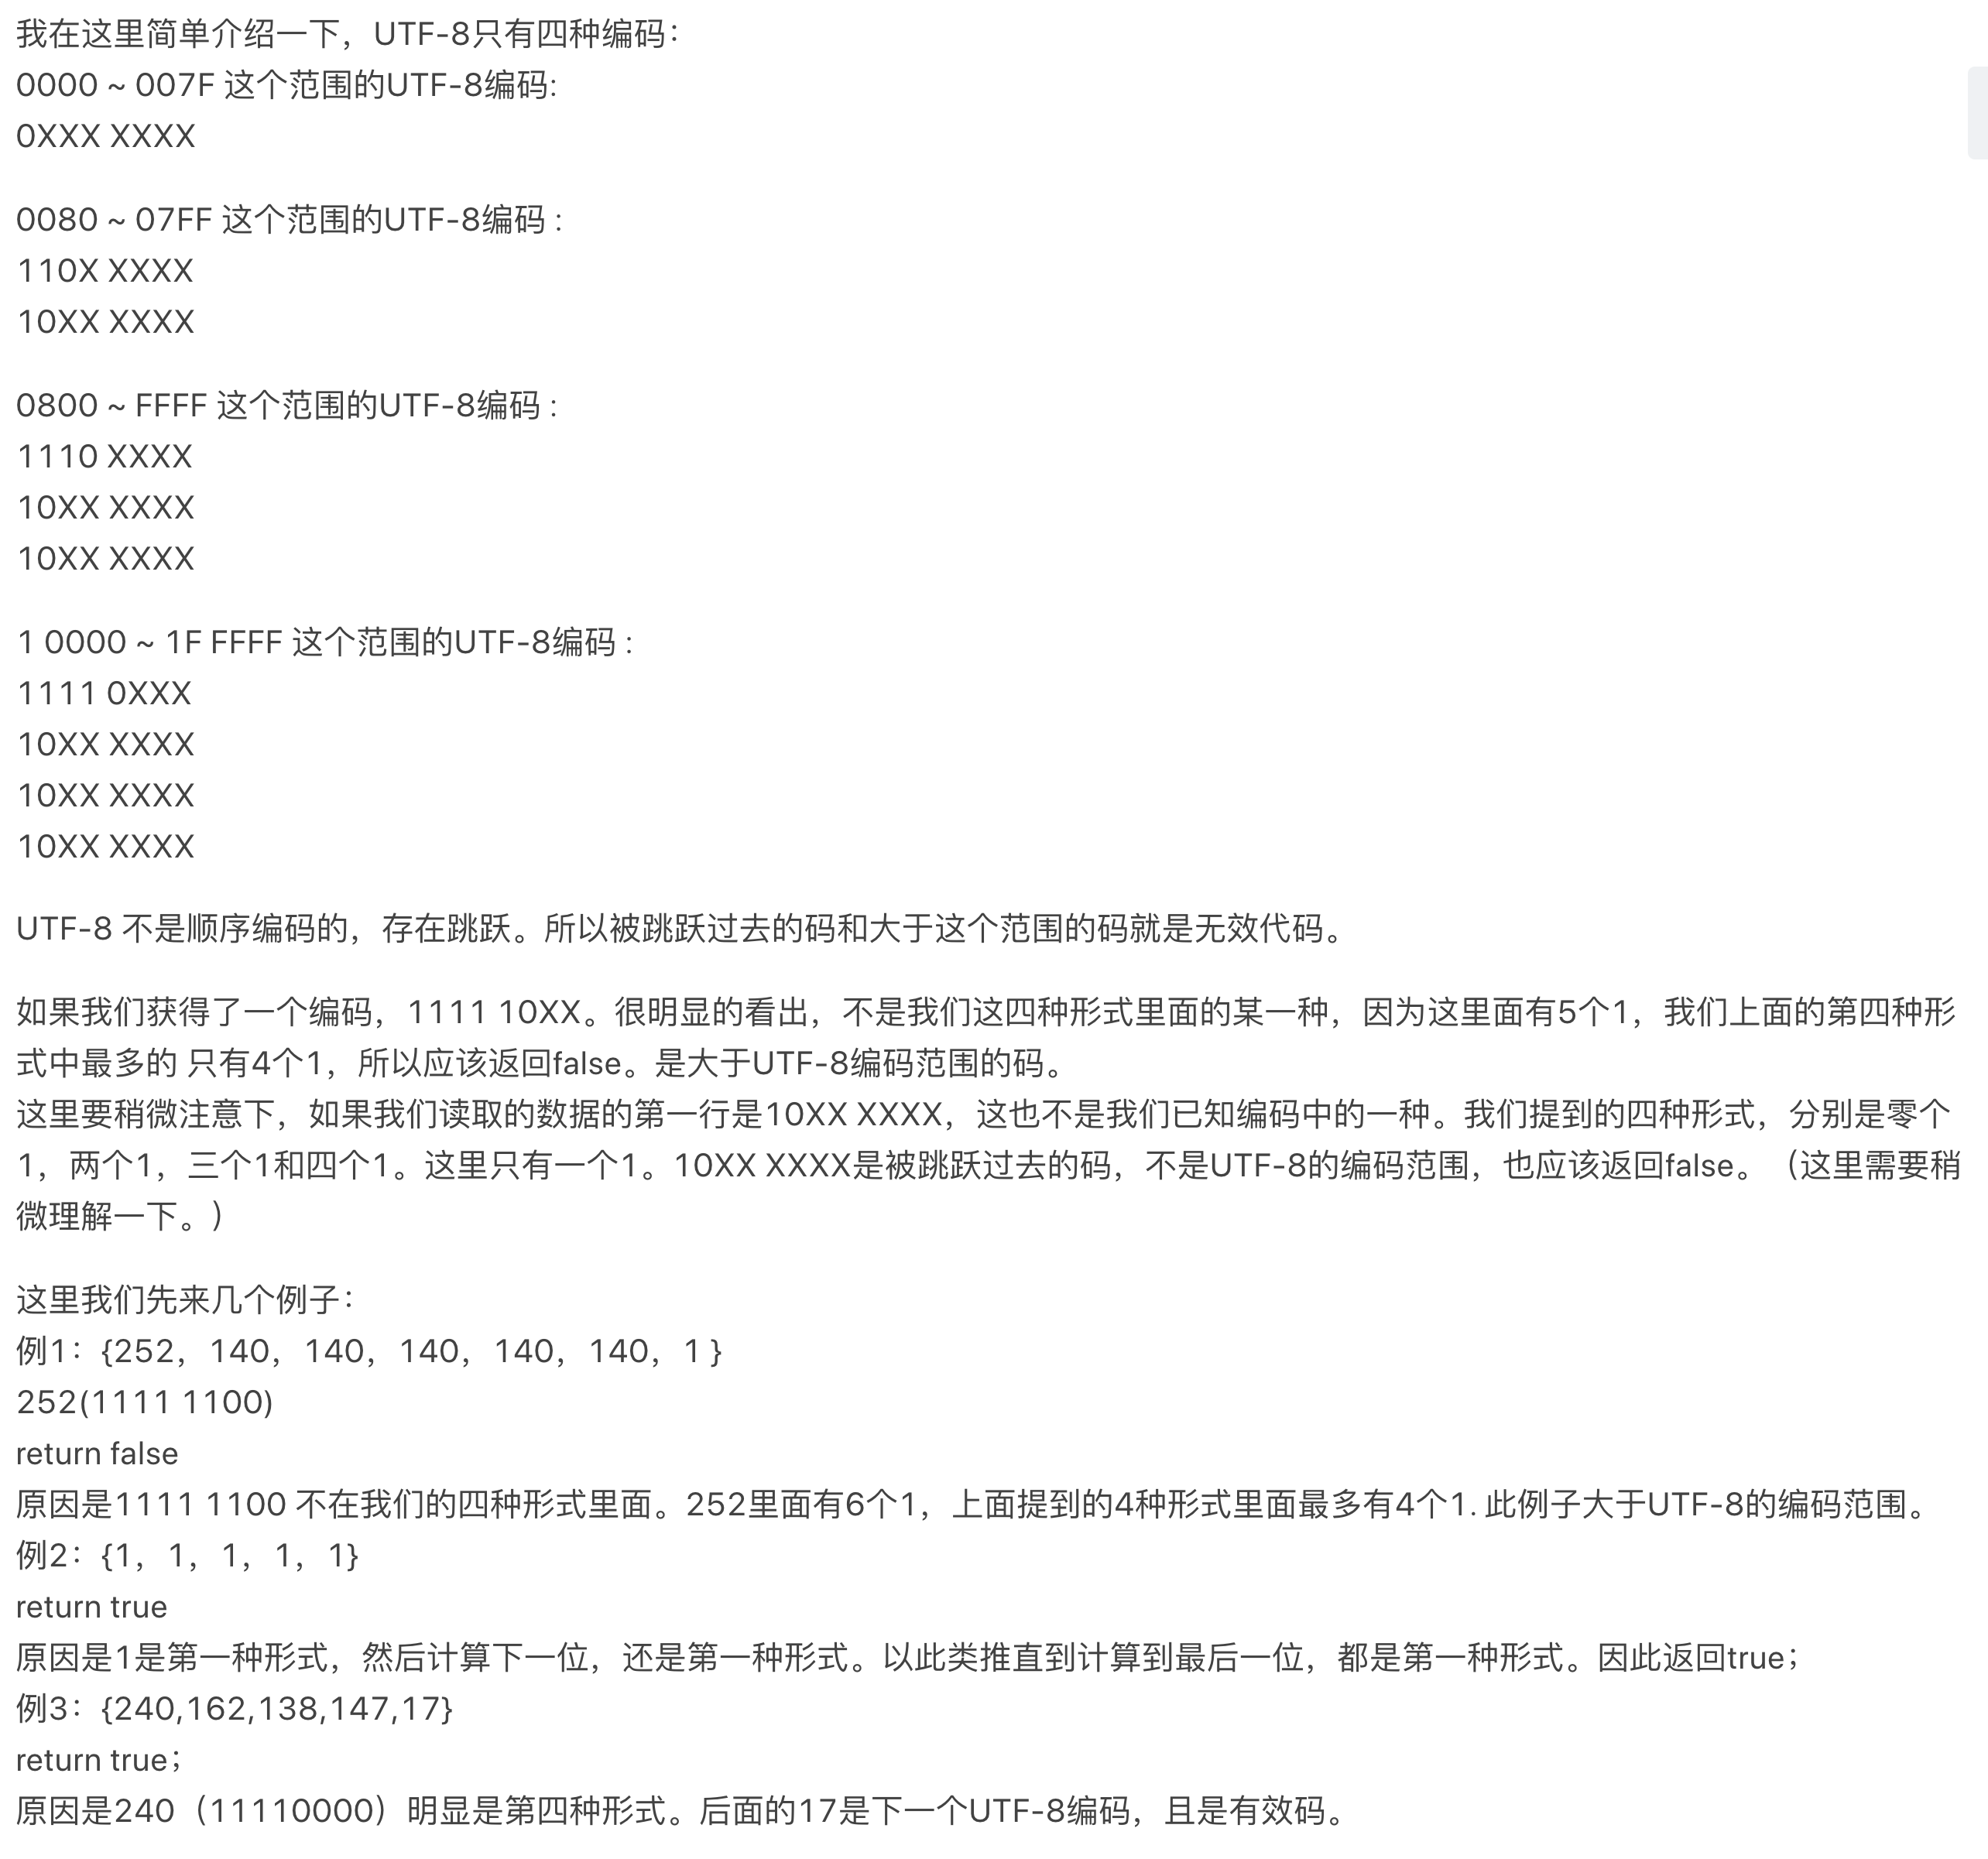 我在这里简单介绍一下，UTF-8只有四种编码：
0000 ~ 007F 这个范围的UTF-8编码:
0XXX XXXX
0080 ~ 07FF 这个范围的UTF-8编码 :
110X XXXX
10XX XXXX
0800 ~ FFFF 这个范围的UTF-8编码 :
1110 XXXX
10XX XXXX
10XX XXXX
1 0000 ~ 1F FFFF 这个范围的UTF-8编码 :
1111 0XXX
10XX XXXX
10XX XXXX
10XX XXXX
UTF-8 不是顺序编码的，存在跳跃。所以被跳跃过去的码和大于这个范围的码就是无效代码。
如果我们获得了一个编码，1111 10XX。很明显的看出，不是我们这四种形式里面的某一种，因为这里面有5个1，我们上面的第四种形
式中最多的 只有4个1，所以应该返回false。是大于UTF-8编码范围的码。
这里要稍微注意下，如果我们读取的数据的第一行是10XX XXXX，这也不是我们已知编码中的一种。我们提到的四种形式，分别是零个
1，两个1，三个1和四个1。这里只有一个1。10XX XXXX是被跳跃过去的码，不是UTF-8的编码范围，也应该返回false。（这里需要稍
微理解一下。）
这里我们先来几个例子：
例1：{252，140，140，140，140，140，1 }
252(1111 1100)
return false
原因是1111 1100 不在我们的四种形式里面。252里面有6个1，上面提到的4种形式里面最多有4个1. 此例子大于UTF-8的编码范围。
例2：{1，1，1，1，1}
return true
原因是1是第一种形式，然后计算下一位，还是第一种形式。以此类推直到计算到最后一位，都是第一种形式。因此返回true；
例3：{240,162,138,147,17}
return true；
原因是240（11110000）明显是第四种形式。后面的17是下一个UTF-8编码，且是有效码。